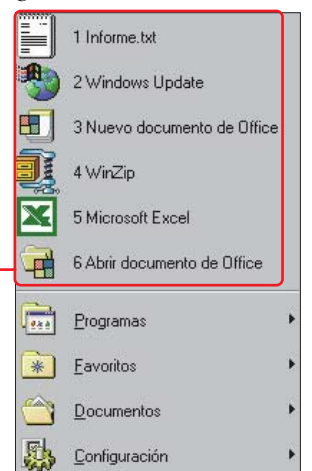 1 Informe.txt
2 Windows Update
3 Nuevo documento de Office
4 WinZip
5 Microsoft Excel
6 Abrir documento de Office
Programas
Favoritos
Documentos
Configuración